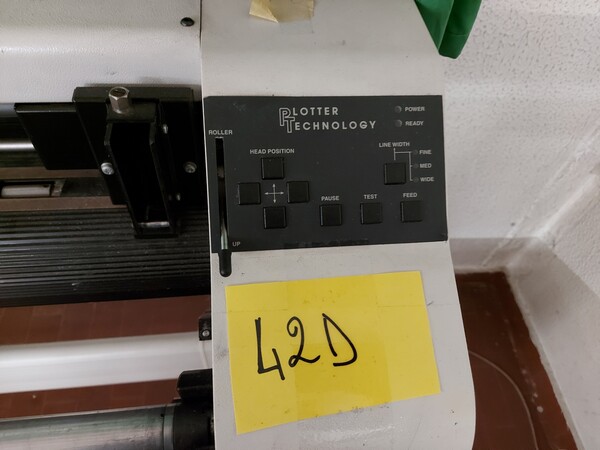 PLOTTER
TECHNOLOGY
POWER
READY
ROLLER
HEAD POSITION
LINE WIDTH
FINE
MED
WIDE
PAUSE
TEST
FEED
UP
42D